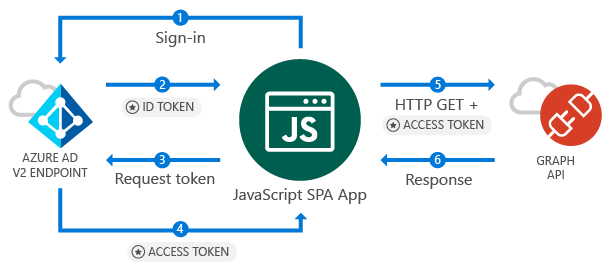 1
Sign-in
2
ID TOKEN
AZURE AD
V2 ENDPOINT
3
Request token
4
ACCESS TOKEN
JS
JavaScript SPA App
5
HTTP GET +
ACCESS TOKEN
6
Response
GRAPH
API